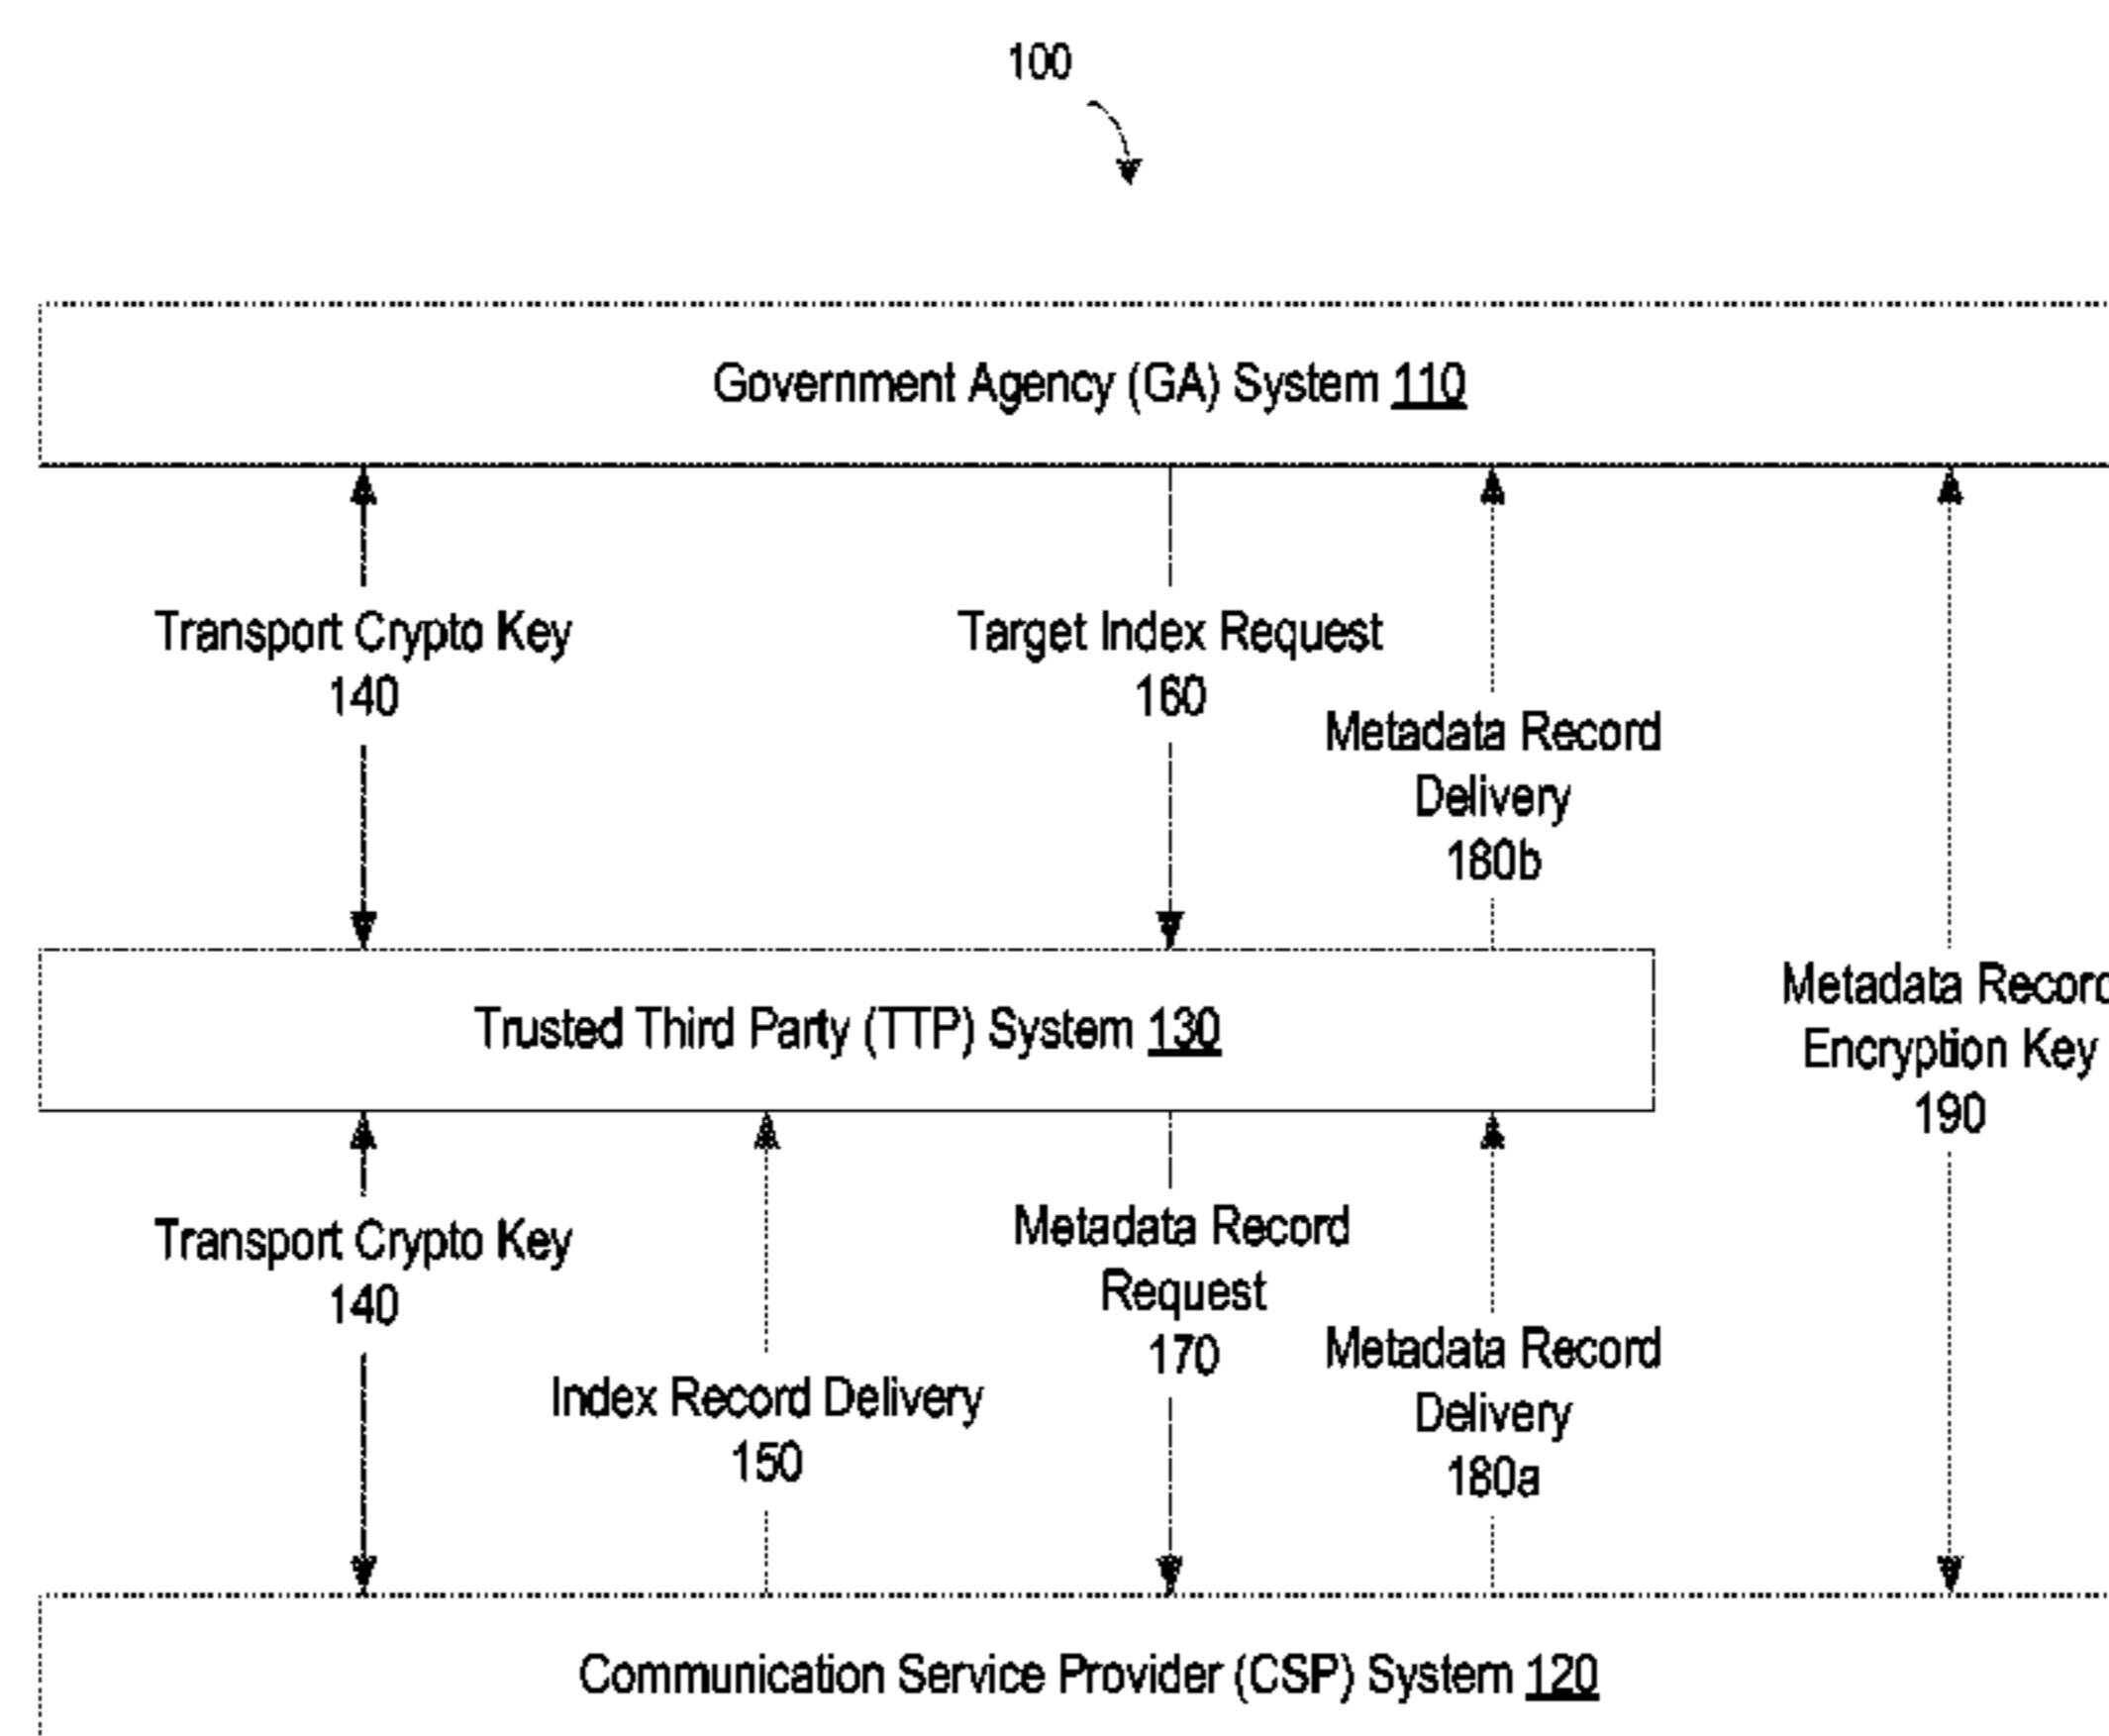 100
Government Agency (GA) System 110
Transport Crypto Key
140
Target Index Request
160
Metadata Record
Delivery
180b
Trusted Third Party (TTP) System 130
Metadata Record
Encryption Key
190
Transport Crypto Key
140
Index Record Delivery
150
Metadata Record
Request
170
Metadata Record
Delivery
180a
Communication Service Provider (CSP) System 120